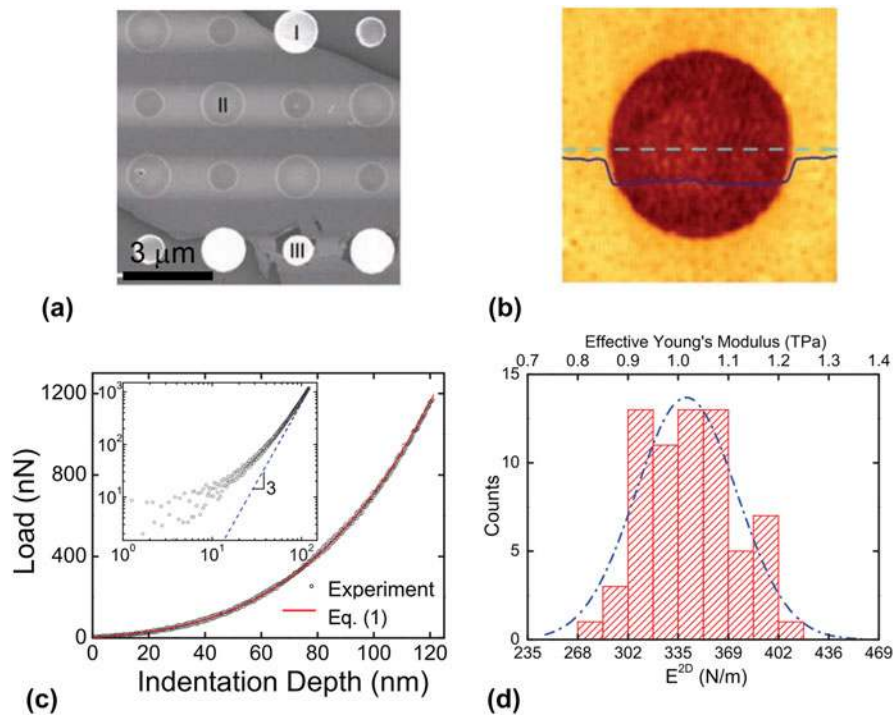 I
II
III
3 μm
(a)
(b)
Load (nN)
1200
800
400
0
0 20 40 60 80 100 120
Indentation Depth (nm)
10³
10²
10¹
10⁰ 10¹ 10²
3
Experiment
Eq. (1)
(c)
Effective Young's Modulus (TPa)
0.7 0.8 0.9 1.0 1.1 1.2 1.3 1.4
15
10
5
0
Counts
235 268 302 335 369 402 436 469
E²ᴰ (N/m)
(d)